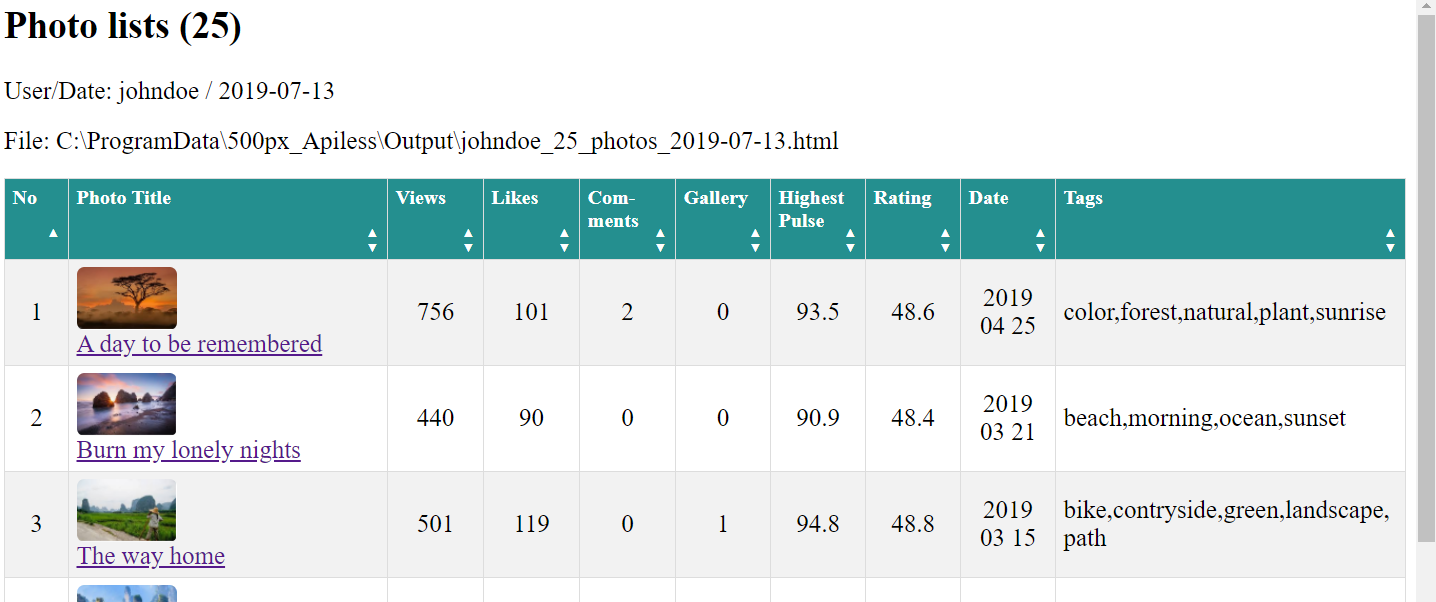 Photo lists (25)
User/Date: johndoe / 2019-07-13
File: C:\ProgramData\500px_Apiless\Output\johndoe_25_photos_2019-07-13.html
No Photo Title Views Likes Com- Gallery Highest Rating Date Tags
ments Pulse
1 756 101 2 0 93.5 48.6 2019 color,forest,natural,plant,sunrise
04 25
A day to be remembered
2 440 90 0 0 90.9 48.4 2019 beach,morning,ocean,sunset
03 21
Burn my lonely nights
3 501 119 0 1 94.8 48.8 2019 bike,contryside,green,landscape,
03 15 path
The way home